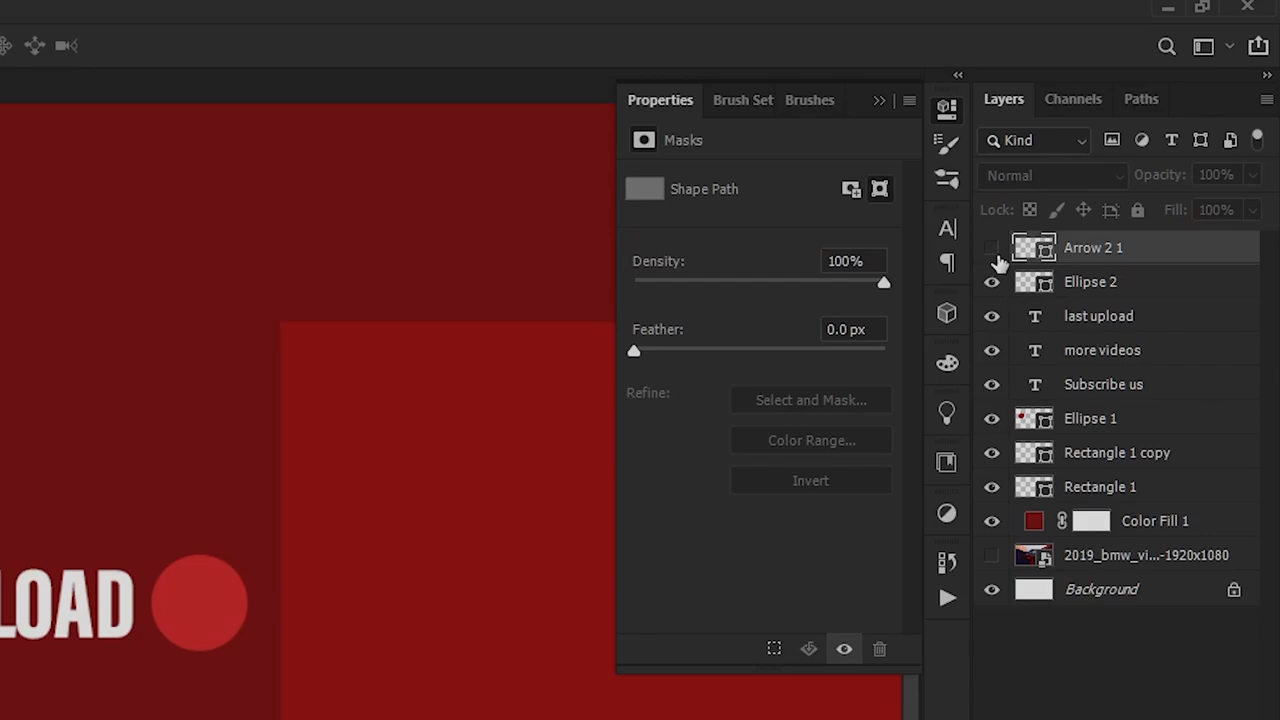 Properties Brush Set Brushes
Masks
Shape Path
Density: 100%
Feather: 0.0 px
Refine:
Select and Mask...
Color Range...
Invert
Layers Channels Paths
Kind
Normal Opacity: 100%
Lock: Fill: 100%
Arrow 2 1
Ellipse 2
T last upload
T more videos
T Subscribe us
Ellipse 1
Rectangle 1 copy
Rectangle 1
Color Fill 1
2019_bmw_vi...-1920x1080
Background
LOAD